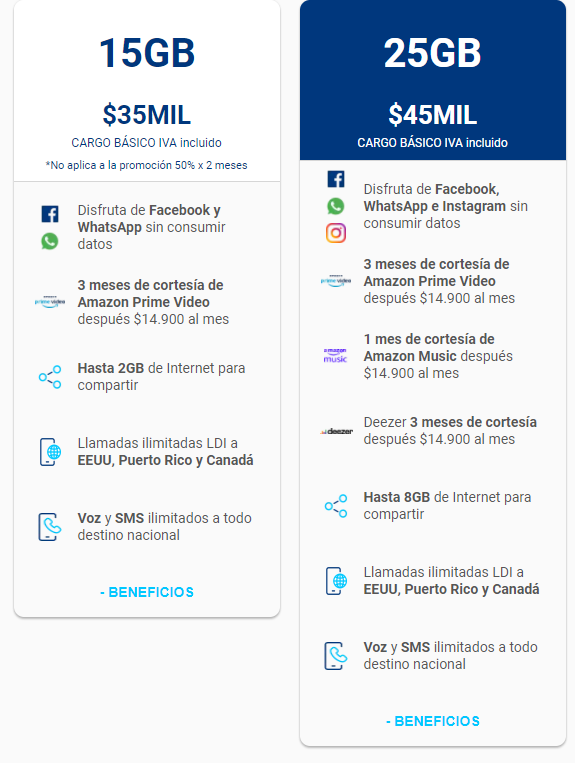 15GB
$35MIL
CARGO BÁSICO IVA incluido
*No aplica a la promoción 50% x 2 meses
Disfruta de Facebook y
WhatsApp sin consumir
datos
prime video
3 meses de cortesía de
Amazon Prime Video
después $14.900 al mes
Hasta 2GB de Internet para
compartir
Llamadas ilimitadas LDI a
EEUU, Puerto Rico y Canadá
Voz y SMS ilimitados a todo
destino nacional
- BENEFICIOS
25GB
$45MIL
CARGO BÁSICO IVA incluido
Disfruta de Facebook,
WhatsApp e Instagram sin
consumir datos
prime video
3 meses de cortesía de
Amazon Prime Video
después $14.900 al mes
amazon
music
1 mes de cortesía de
Amazon Music después
$14.900 al mes
deezer
Deezer 3 meses de cortesía
después $14.900 al mes
Hasta 8GB de Internet para
compartir
Llamadas ilimitadas LDI a
EEUU, Puerto Rico y Canadá
Voz y SMS ilimitados a todo
destino nacional
- BENEFICIOS